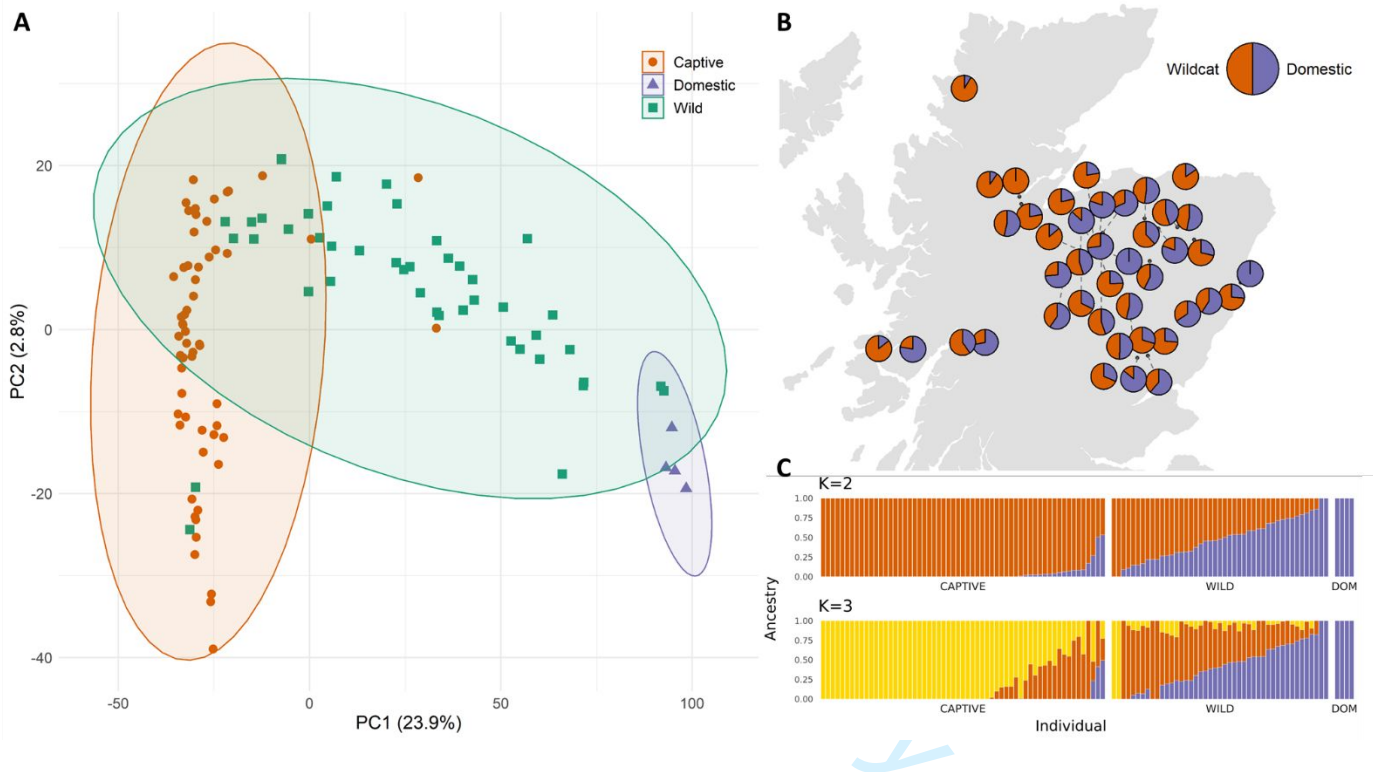 A
Captive
Domestic
Wild
20
0
-20
-40
-50
0
50
100
PC2 (2.8%)
PC1 (23.9%)
B
Wildcat
Domestic
C
K=2
1.00
0.75
0.50
0.25
0.00
CAPTIVE
WILD
DOM
K=3
1.00
0.75
0.50
0.25
0.00
CAPTIVE
WILD
DOM
Ancestry
Individual